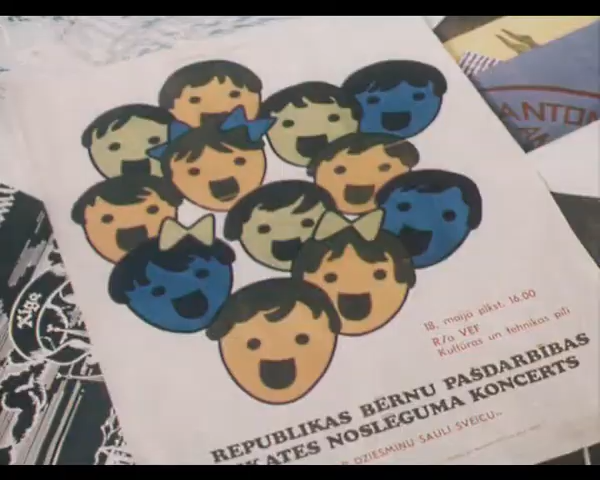 ANTON
AN
Rīga
18. maijā plkst. 16.00
R/a VEF
Kultūras un tehnikas pilī
REPUBLIKAS BĒRNU PAŠDARBĪBAS
SKATES NOSLĒGUMA KONCERTS
DZIESMIŅU SAULI SVEICU...